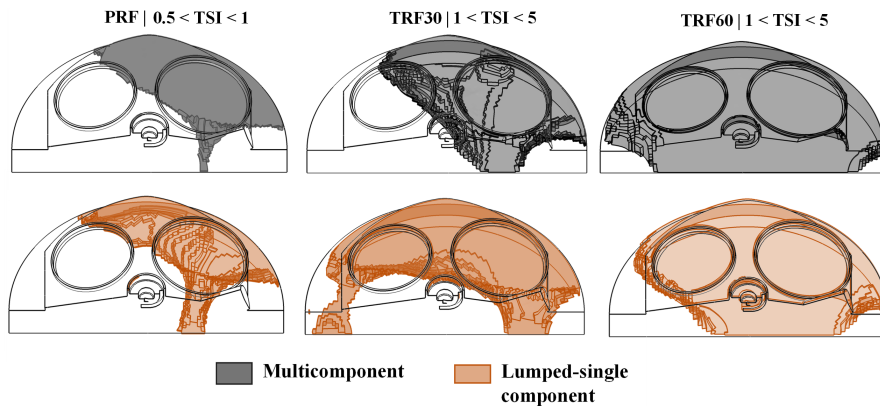 PRF | 0.5 < TSI < 1
TRF30 | 1 < TSI < 5
TRF60 | 1 < TSI < 5
Multicomponent
Lumped-single
component